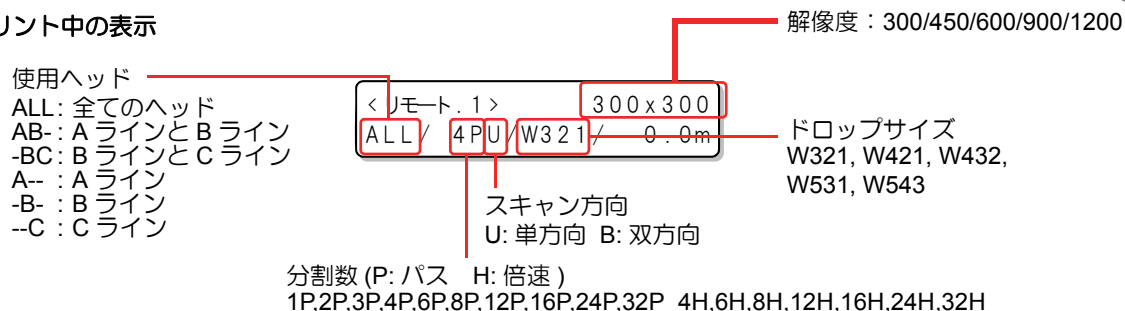 リント中の表示
解像度：300/450/600/900/1200
使用ヘッド
ALL: 全てのヘッド
AB-: A ラインと B ライン
-BC: B ラインと C ライン
A-- : A ライン
-B- : B ライン
--C : C ライン
<リモート.1> 300x300
ALL/ 4PU/W321/ 0.0m
ドロップサイズ
W321, W421, W432,
W531, W543
スキャン方向
U: 単方向 B: 双方向
分割数 (P: パス H: 倍速 )
1P,2P,3P,4P,6P,8P,12P,16P,24P,32P 4H,6H,8H,12H,16H,24H,32H